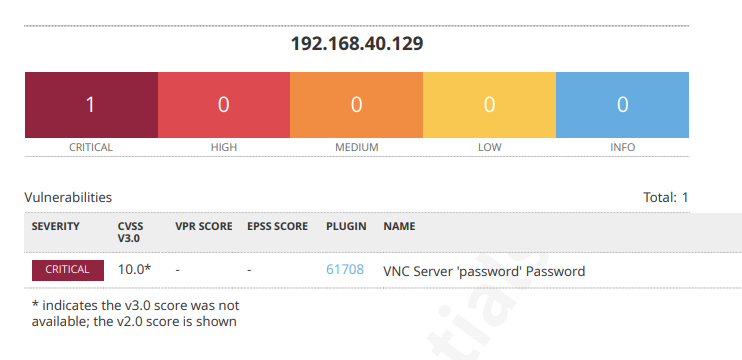 192.168.40.129
1 0 0 0 0
CRITICAL HIGH MEDIUM LOW INFO
Vulnerabilities Total: 1
SEVERITY CVSS V3.0 VPR SCORE EPSS SCORE PLUGIN NAME
CRITICAL 10.0* - - 61708 VNC Server 'password' Password
* indicates the v3.0 score was not
available; the v2.0 score is shown